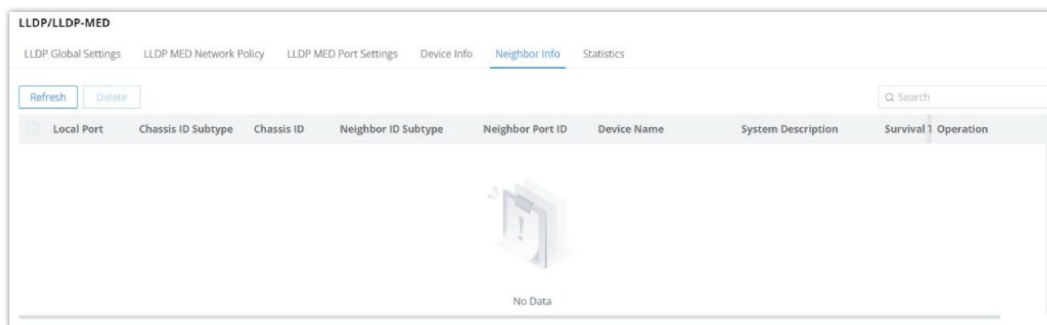 LLDP/LLDP-MED
LLDP Global Settings LLDP MED Network Policy LLDP MED Port Settings Device Info Neighbor Info Statistics
Refresh Delete Search
Local Port Chassis ID Subtype Chassis ID Neighbor ID Subtype Neighbor Port ID Device Name System Description Survival Operation
No Data